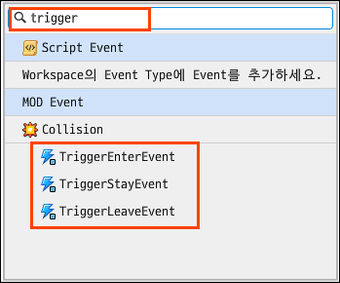 trigger
Script Event
Workspace의 Event Type에 Event를 추가하세요.
MOD Event
Collision
TriggerEnterEvent
TriggerStayEvent
TriggerLeaveEvent